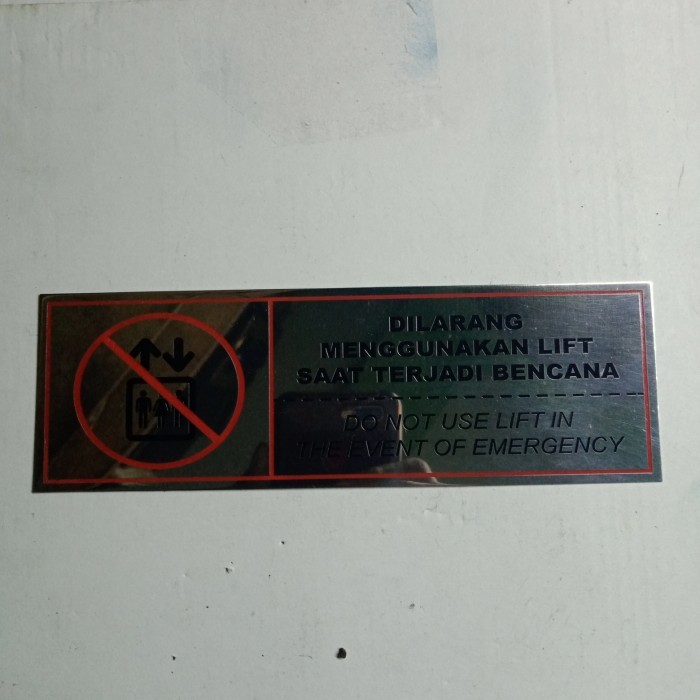 DILARANG
MENGGUNAKAN LIFT
SAAT TERJADI BENCANA
DO NOT USE LIFT IN
THE EVENT OF EMERGENCY